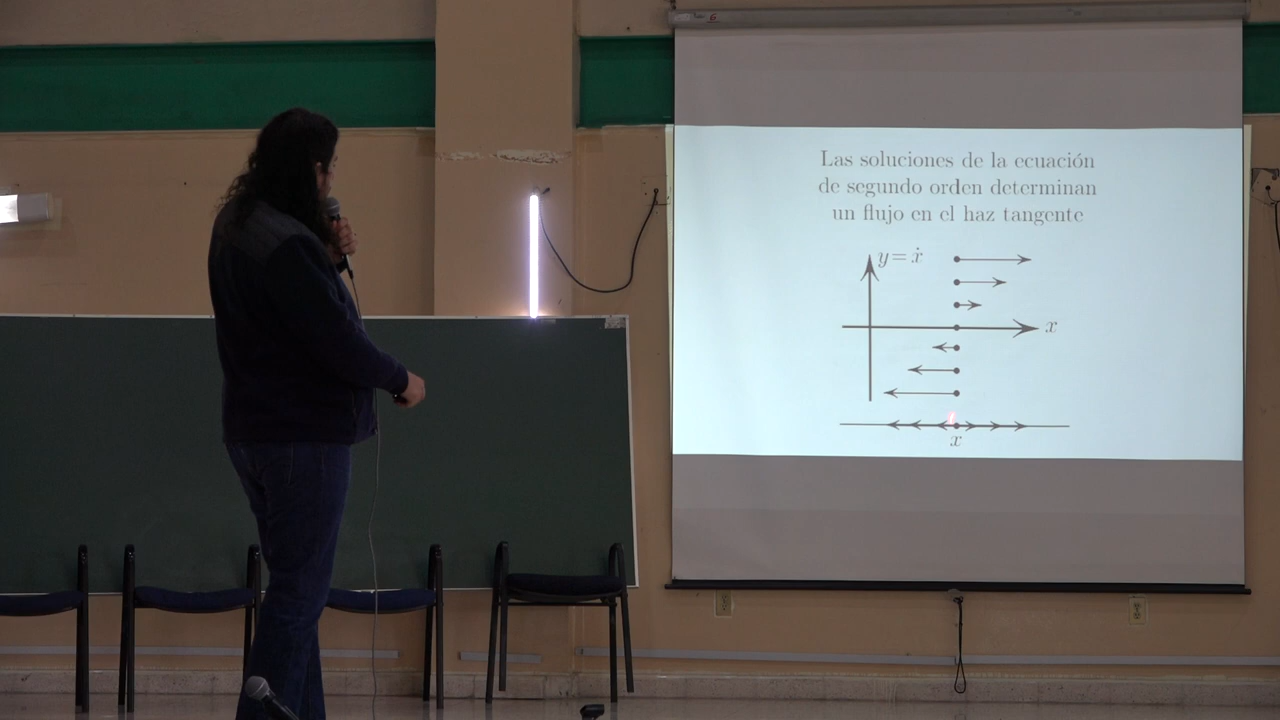 Las soluciones de la ecuación
de segundo orden determinan
un flujo en el haz tangente
y = ẋ
x
x